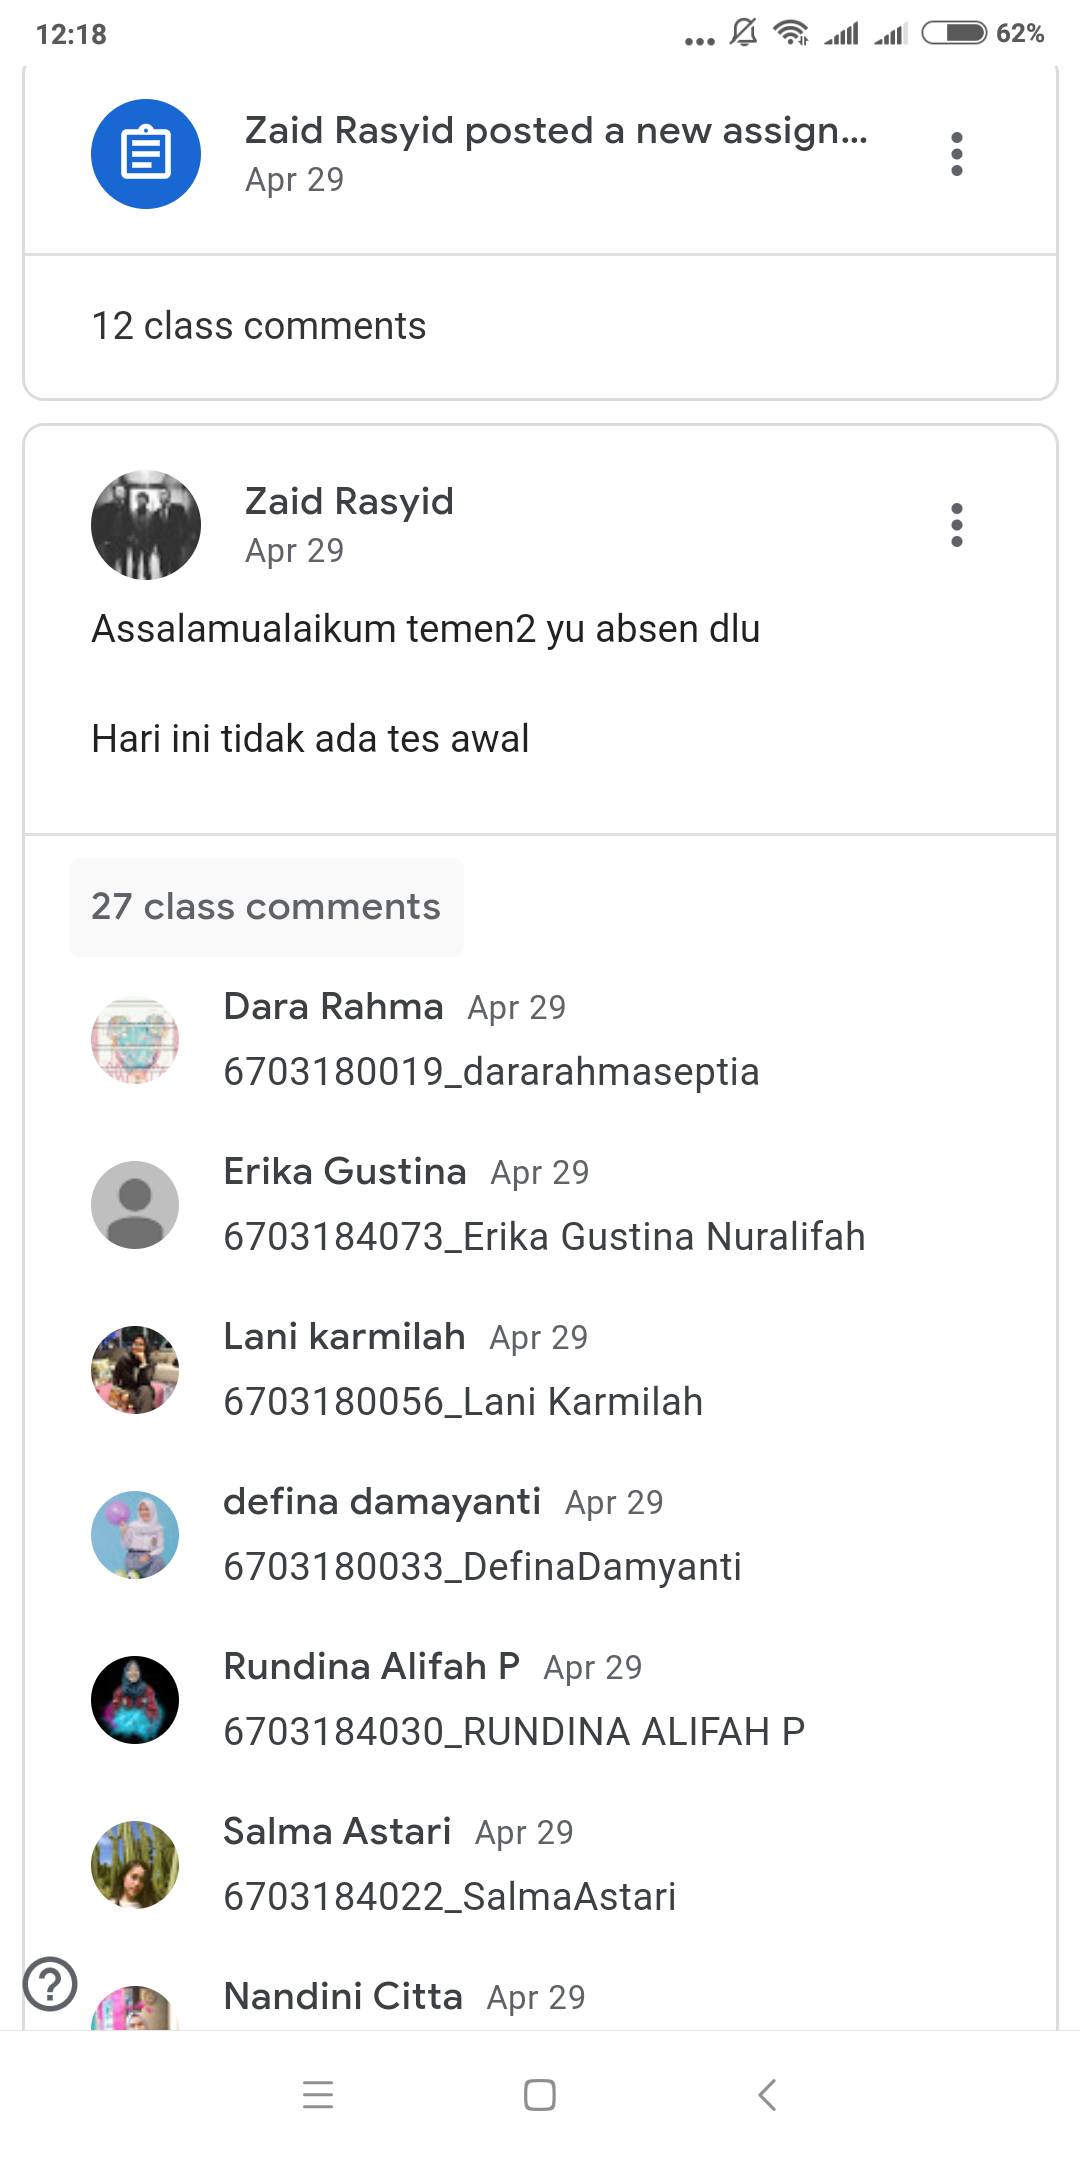 12:18
62%
Zaid Rasyid posted a new assign...
Apr 29
12 class comments
Zaid Rasyid
Apr 29
Assalamualaikum temen2 yu absen dlu
Hari ini tidak ada tes awal
27 class comments
Dara Rahma Apr 29
6703180019_dararahmaseptia
Erika Gustina Apr 29
6703184073_Erika Gustina Nuralifah
Lani karmilah Apr 29
6703180056_Lani Karmilah
defina damayanti Apr 29
6703180033_DefinaDamyanti
Rundina Alifah P Apr 29
6703184030_RUNDINA ALIFAH P
Salma Astari Apr 29
6703184022_SalmaAstari
Nandini Citta Apr 29